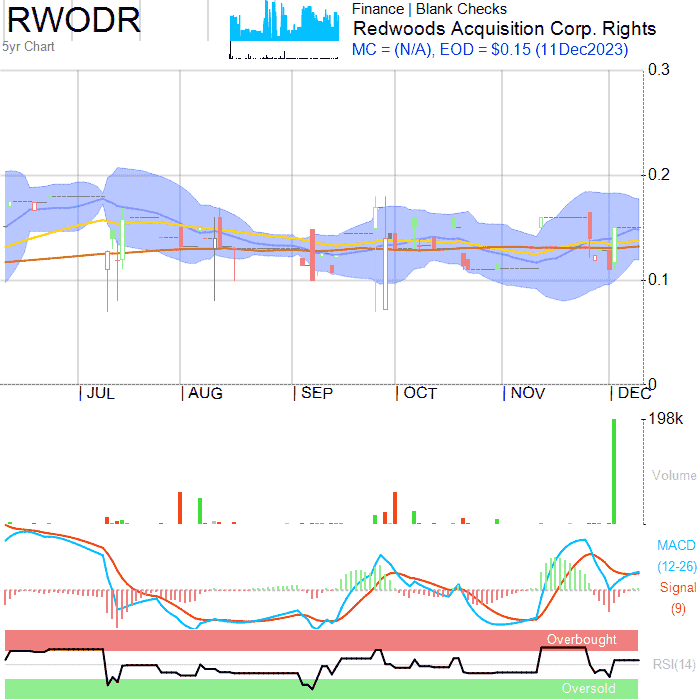 RWODR
5yr Chart
Finance | Blank Checks
Redwoods Acquisition Corp. Rights
MC = (N/A), EOD = $0.15 (11Dec2023)
0.3
0.2
0.1
0
| JUL | AUG | SEP | OCT | NOV | DEC
198k
Volume
MACD
(12-26)
Signal
(9)
Overbought
RSI(14)
Oversold